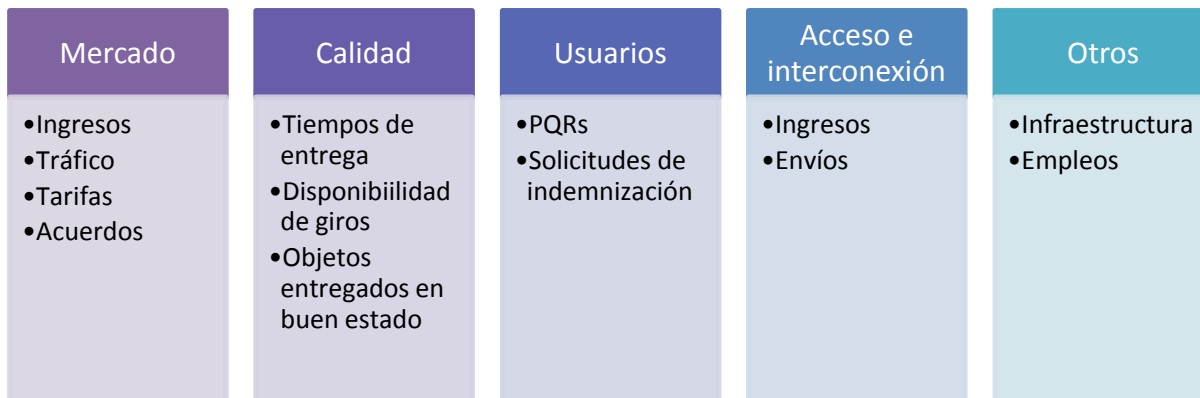 Mercado
•Ingresos
•Tráfico
•Tarifas
•Acuerdos
Calidad
•Tiempos de
entrega
•Disponibiilidad
de giros
•Objetos
entregados en
buen estado
Usuarios
•PQRs
•Solicitudes de
indemnización
Acceso e
interconexión
•Ingresos
•Envíos
Otros
•Infraestructura
•Empleos